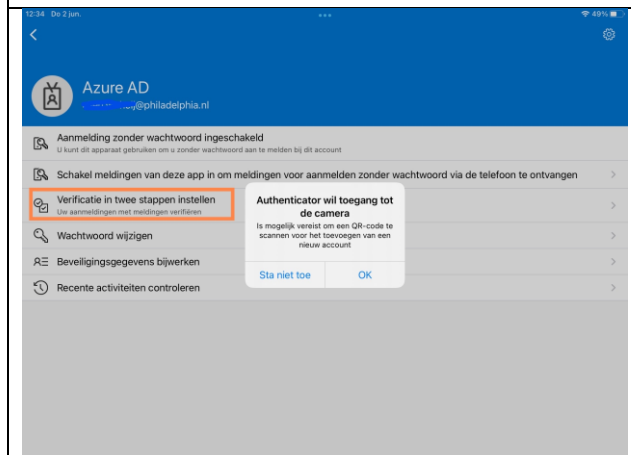 12:34 Do 2 jun.
49%
Azure AD
@philadelphia.nl
Aanmelding zonder wachtwoord ingeschakeld
U kunt dit apparaat gebruiken om u zonder wachtwoord aan te melden bij dit account
Schakel meldingen van deze app in om meldingen voor aanmelden zonder wachtwoord via de telefoon te ontvangen
Verificatie in twee stappen instellen
Uw aanmeldingen met meldingen verifiëren
Wachtwoord wijzigen
Beveiligingsgegevens bijwerken
Recente activiteiten controleren
Authenticator wil toegang tot
de camera
Is mogelijk vereist om een QR-code te
scannen voor het toevoegen van een
nieuw account
Sta niet toe
OK